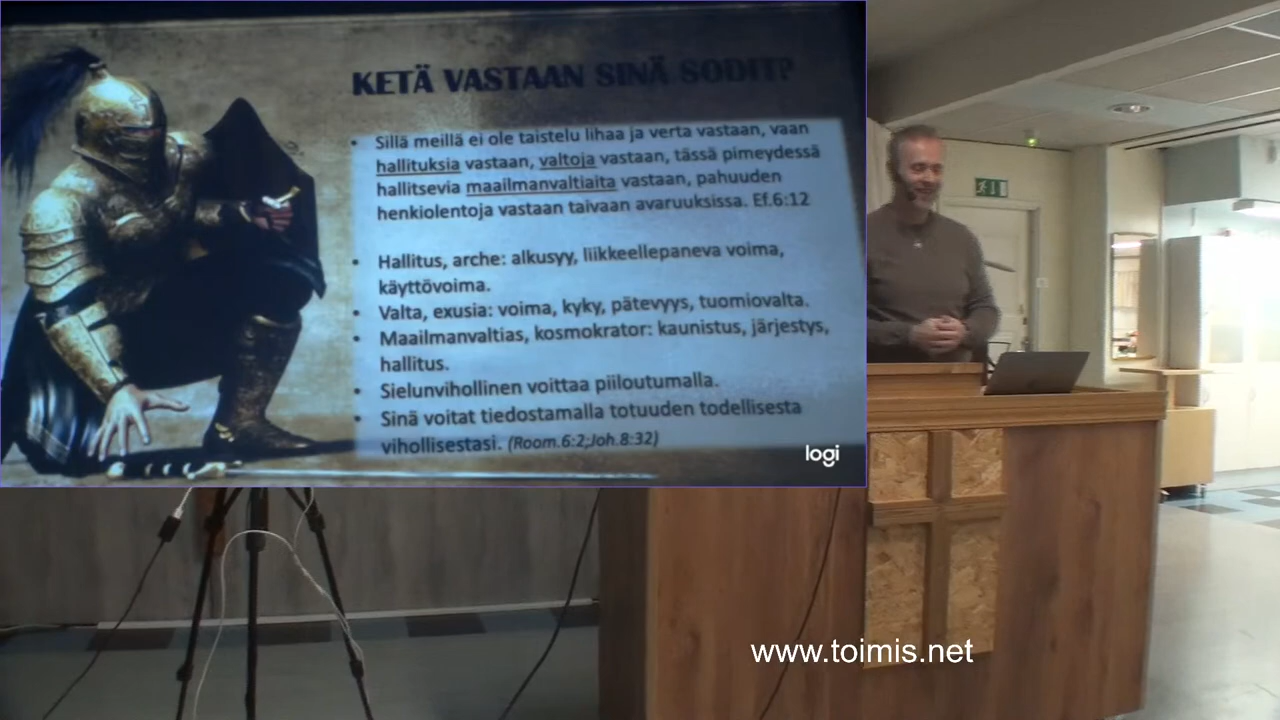 KETÄ VASTAAN SINÄ SODIT?
• Sillä meillä ei ole taistelu lihaa ja verta vastaan, vaan
hallituksia vastaan, valtoja vastaan, tässä pimeydessä
hallitsevia maailmanvaltiaita vastaan, pahuuden
henkiolentoja vastaan taivaan avaruuksissa. Ef.6:12
• Hallitus, arche: alkusyy, liikkeellepaneva voima,
käyttövoima.
• Valta, exusia: voima, kyky, pätevyys, tuomiovalta.
• Maailmanvaltias, kosmokrator: kaunistus, järjestys,
hallitus.
• Sielunvihollinen voittaa piiloutumalla.
• Sinä voitat tiedostamalla totuuden todellisesta
vihollisestasi. (Room.6:2;Joh.8:32)
logi
www.toimis.net